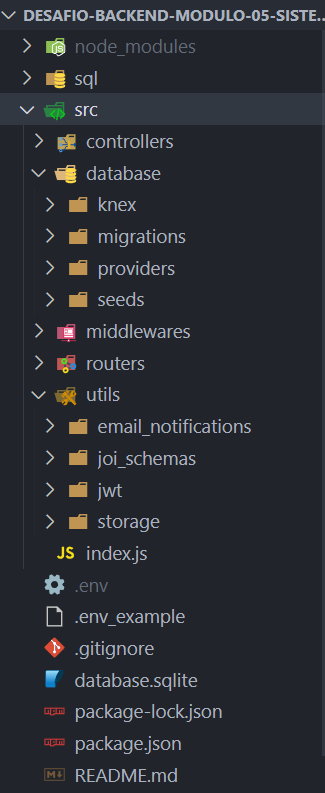 DESAFIO-BACKEND-MODULO-05-SISTE
node_modules
sql
src
controllers
database
knex
migrations
providers
seeds
middlewares
routers
utils
email_notifications
joi_schemas
jwt
storage
JS index.js
.env
.env_example
.gitignore
database.sqlite
package-lock.json
package.json
README.md